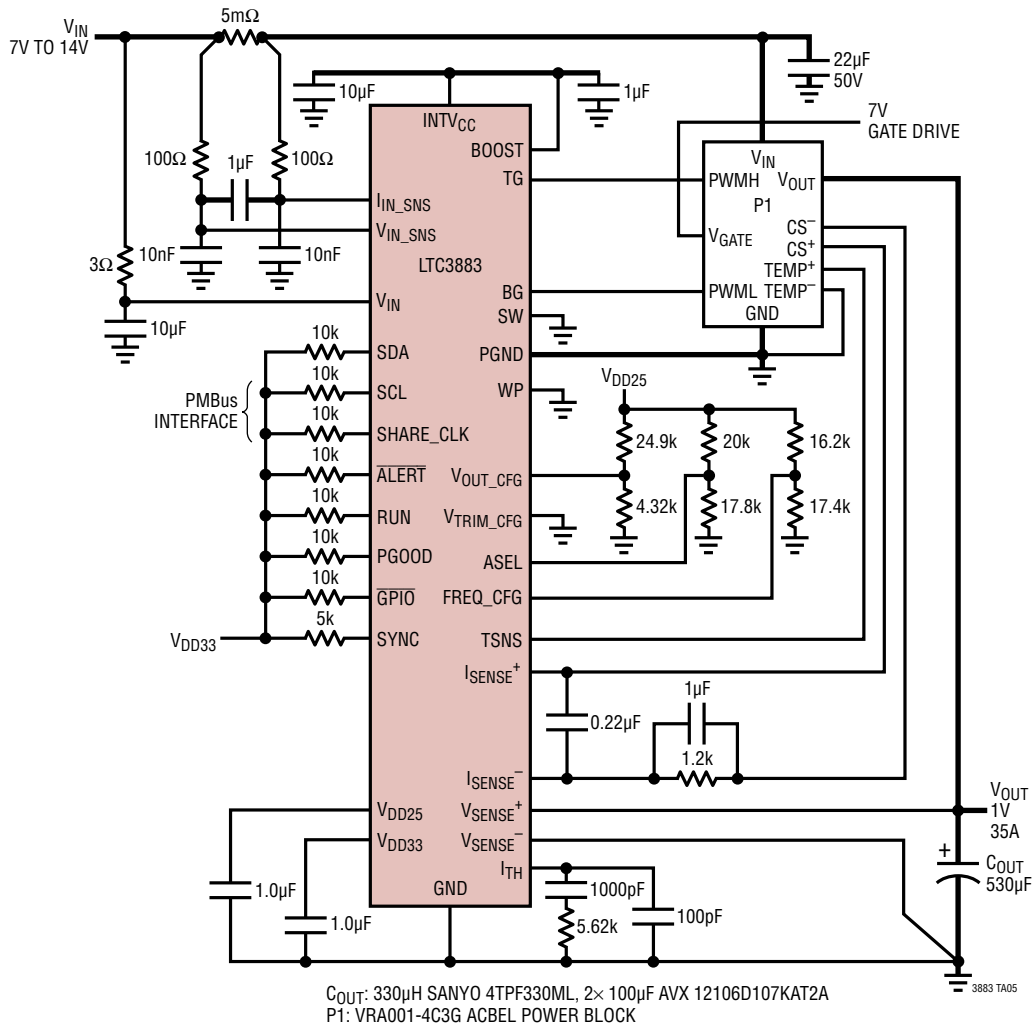 VIN
7V TO 14V
5mΩ
22µF
50V
10µF
1µF
INTVCC
BOOST
7V
GATE DRIVE
100Ω
1µF
100Ω
TG
VIN
PWMH
VOUT
P1
IIN_SNS
VIN_SNS
CS–
VGATE
CS+
3Ω
10nF
10nF
LTC3883
TEMP+
BG
PWML
TEMP–
VIN
SW
GND
10µF
10k
SDA
PGND
10k
SCL
WP
VDD25
PMBus
INTERFACE
10k
SHARE_CLK
24.9k
20k
16.2k
10k
ALERT
VOUT_CFG
10k
RUN
VTRIM_CFG
4.32k
17.8k
17.4k
10k
PGOOD
ASEL
10k
GPIO
FREQ_CFG
5k
VDD33
SYNC
TSNS
ISENSE+
1µF
0.22µF
1.2k
ISENSE–
VDD25
VSENSE+
VOUT
1V
35A
VDD33
VSENSE–
+
COUT
530µF
ITH
1.0µF
GND
1000pF
1.0µF
5.62k
100pF
COUT: 330µH SANYO 4TPF330ML, 2× 100µF AVX 12106D107KAT2A
P1: VRA001-4C3G ACBEL POWER BLOCK
3883 TA05